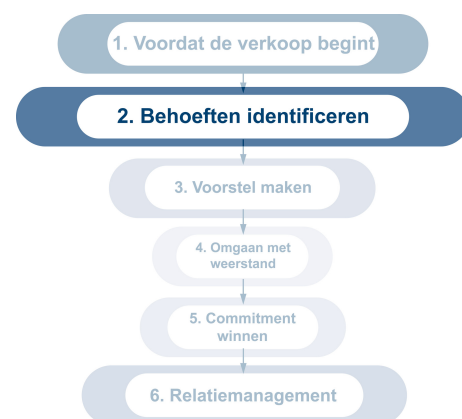 1. Voordat de verkoop begint
2. Behoeften identificeren
3. Voorstel maken
4. Omgaan met
weerstand
5. Commitment
winnen
6. Relatiemanagement